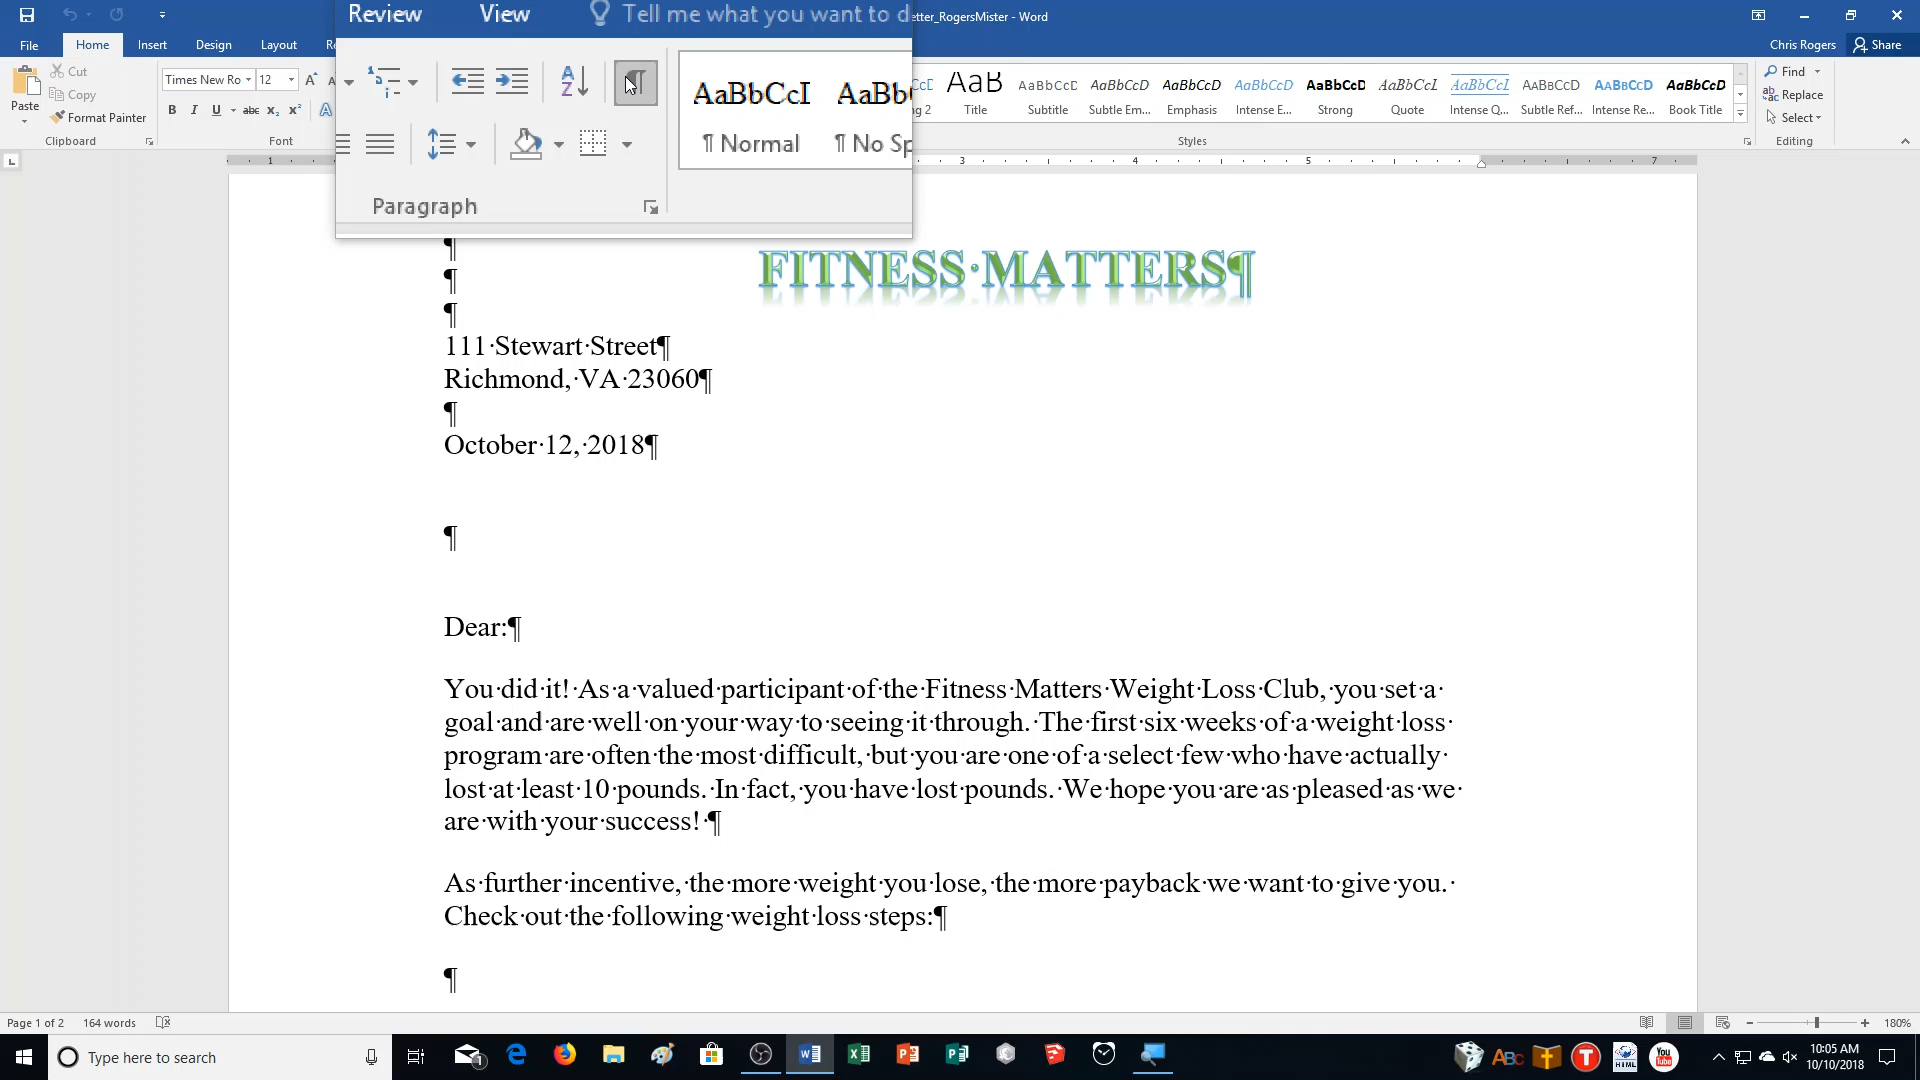 etter_RogersMister - Word
Review View Tell me what you want to d
File Home Insert Design Layout
Chris Rogers Share
Cut
Copy
Format Painter
Paste
Clipboard
Times New Ro 12
B I U abc X₂ X² A
Font
Paragraph
AaBbCcI AaBb
¶ Normal ¶ No Sp
AaB AaBbCcD AaBbCcD AaBbCcD AaBbCcD AaBbCcD AaBbCcL AaBbCcI AABBCCD AABBCCD AaBbCcD
g 2 Title Subtitle Subtle Em... Emphasis Intense E... Strong Quote Intense Q... Subtle Ref... Intense Re... Book Title
Styles
Find
Replace
Select
Editing
1 3 4 5 7
FITNESS·MATTERS¶
¶
¶
¶
111·Stewart·Street¶
Richmond,·VA·23060¶
¶
October·12,·2018¶
¶
Dear:¶
You·did·it!·As·a·valued·participant·of·the·Fitness·Matters·Weight·Loss·Club,·you·set·a·
goal·and·are·well·on·your·way·to·seeing·it·through.·The·first·six·weeks·of·a·weight·loss·
program·are·often·the·most·difficult,·but·you·are·one·of·a·select·few·who·have·actually·
lost·at·least·10·pounds.·In·fact,·you·have·lost·pounds.·We·hope·you·are·as·pleased·as·we·
are·with·your·success!·¶
As·further·incentive,·the·more·weight·you·lose,·the·more·payback·we·want·to·give·you.·
Check·out·the·following·weight·loss·steps:¶
¶
Page 1 of 2 164 words
180%
Type here to search
10:05 AM
10/10/2018